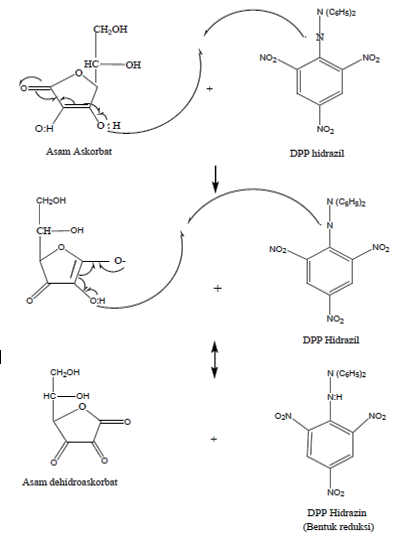 N (C6H5)2
CH2OH
N
HC
OH
NO2
NO2
O
O
+
O:H
O:H
NO2
Asam Askorbat
DPP hidrazil
CH2OH
N (C6H5)2
N
CH
OH
O
O-
NO2
NO2
+
O
O:H
NO2
DPP Hidrazil
CH2OH
N (C6H5)2
HC
OH
N:H
O
O
O2N
NO2
+
O
O
Asam dehidroaskorbat
NO2
DPP Hidrazin
(Bentuk reduksi)